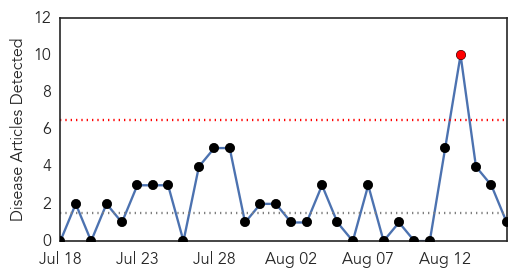 Disease Articles Detected
12
10
8
6
4
2
0
Jul 18
Jul 23
Jul 28
Aug 02
Aug 07
Aug 12